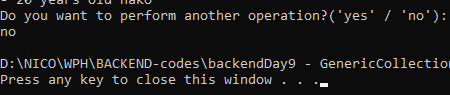 - 20 years old nako
Do you want to perform another operation?('yes' / 'no'):
no
D:\NICO\WPH\BACKEND-codes\backendDay9 - GenericCollection
Press any key to close this window . . .